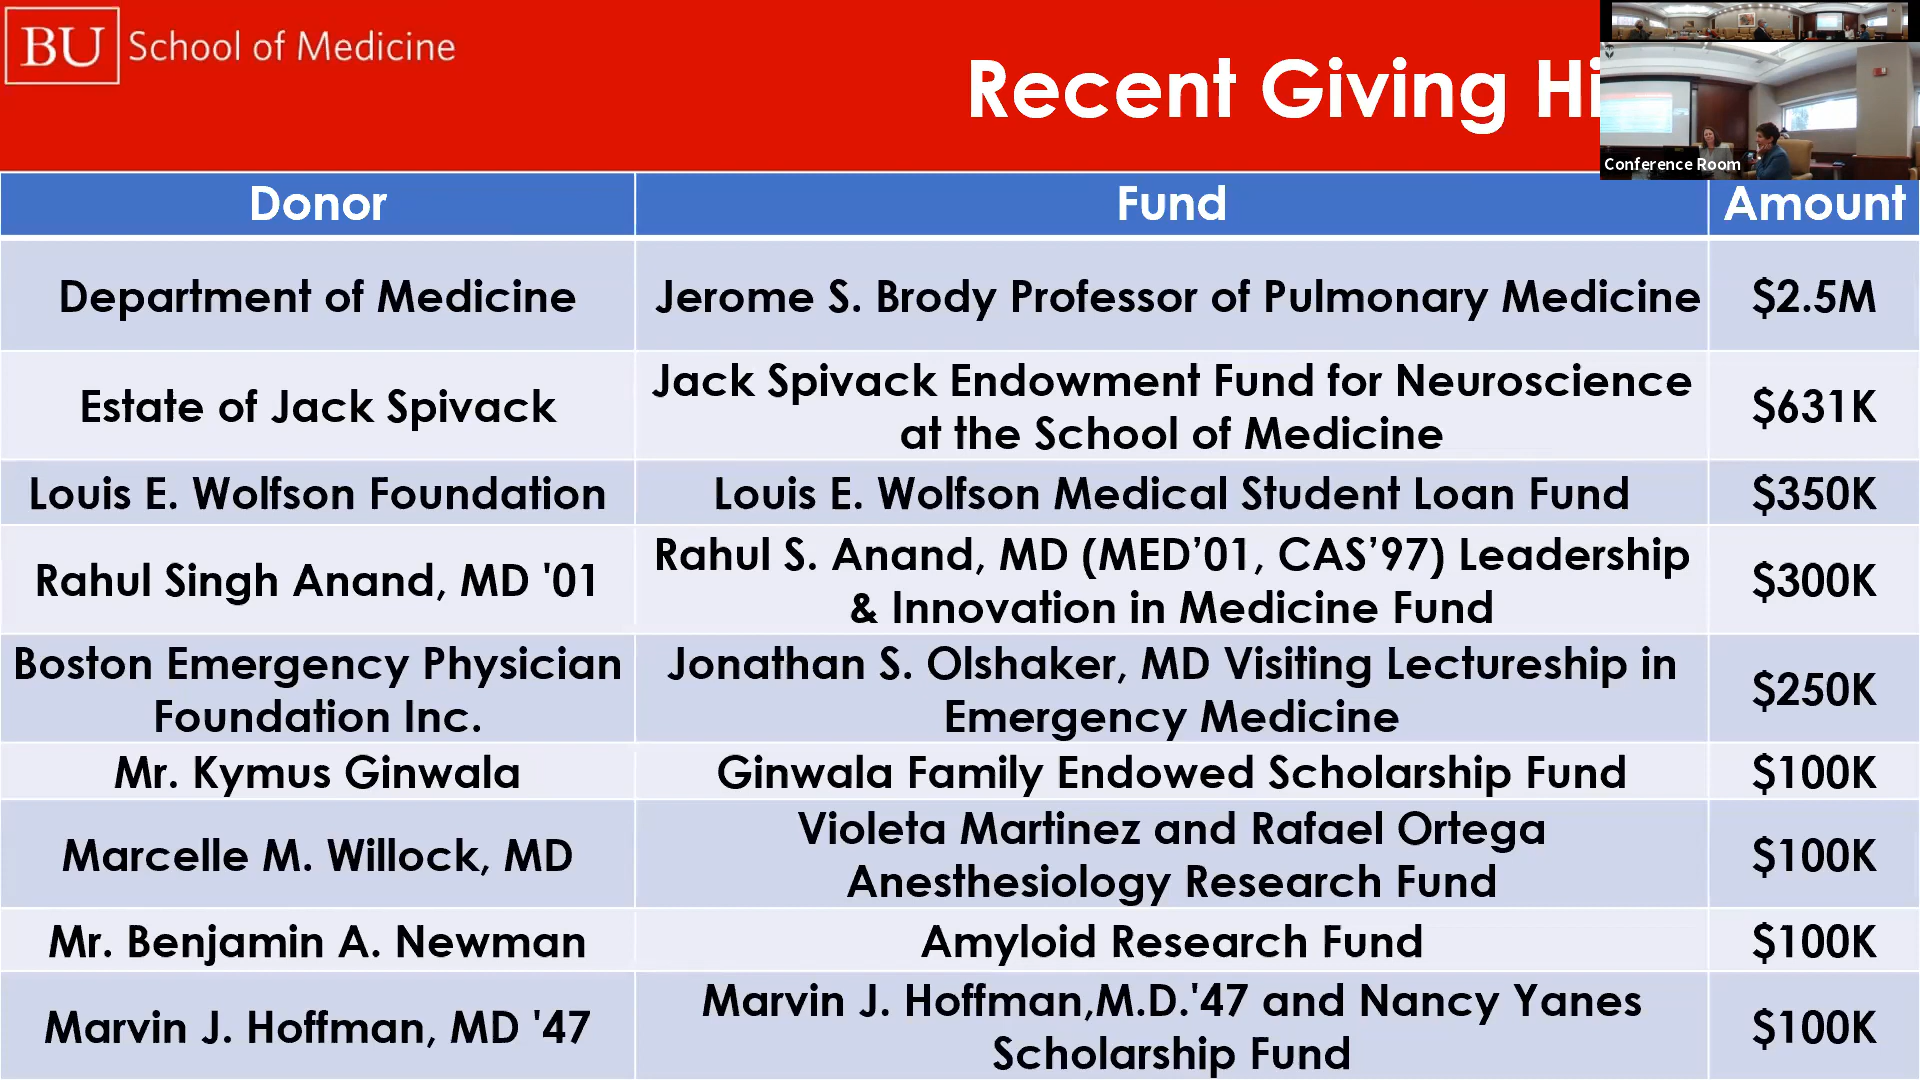 BU School of Medicine
Recent Giving Hi
Conference Room
Donor Fund Amount
Department of Medicine Jerome S. Brody Professor of Pulmonary Medicine $2.5M
Estate of Jack Spivack Jack Spivack Endowment Fund for Neuroscience
at the School of Medicine $631K
Louis E. Wolfson Foundation Louis E. Wolfson Medical Student Loan Fund $350K
Rahul Singh Anand, MD '01 Rahul S. Anand, MD (MED’01, CAS’97) Leadership
& Innovation in Medicine Fund $300K
Boston Emergency Physician
Foundation Inc. Jonathan S. Olshaker, MD Visiting Lectureship in
Emergency Medicine $250K
Mr. Kymus Ginwala Ginwala Family Endowed Scholarship Fund $100K
Marcelle M. Willock, MD Violeta Martinez and Rafael Ortega
Anesthesiology Research Fund $100K
Mr. Benjamin A. Newman Amyloid Research Fund $100K
Marvin J. Hoffman, MD '47 Marvin J. Hoffman,M.D.'47 and Nancy Yanes
Scholarship Fund $100K